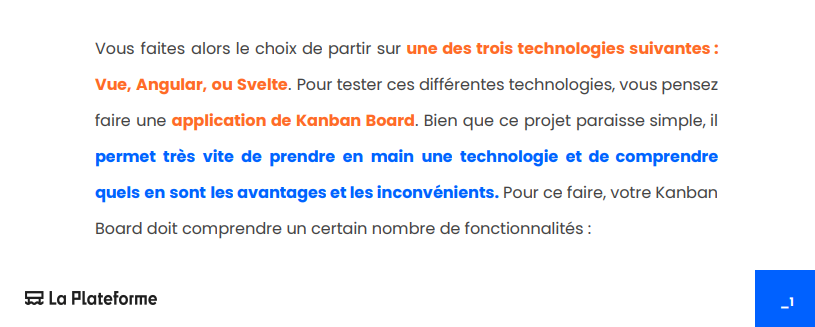 Vous faites alors le choix de partir sur une des trois technologies suivantes :
Vue, Angular, ou Svelte. Pour tester ces différentes technologies, vous pensez
faire une application de Kanban Board. Bien que ce projet paraisse simple, il
permet très vite de prendre en main une technologie et de comprendre
quels en sont les avantages et les inconvénients. Pour ce faire, votre Kanban
Board doit comprendre un certain nombre de fonctionnalités :
La Plateforme
_1